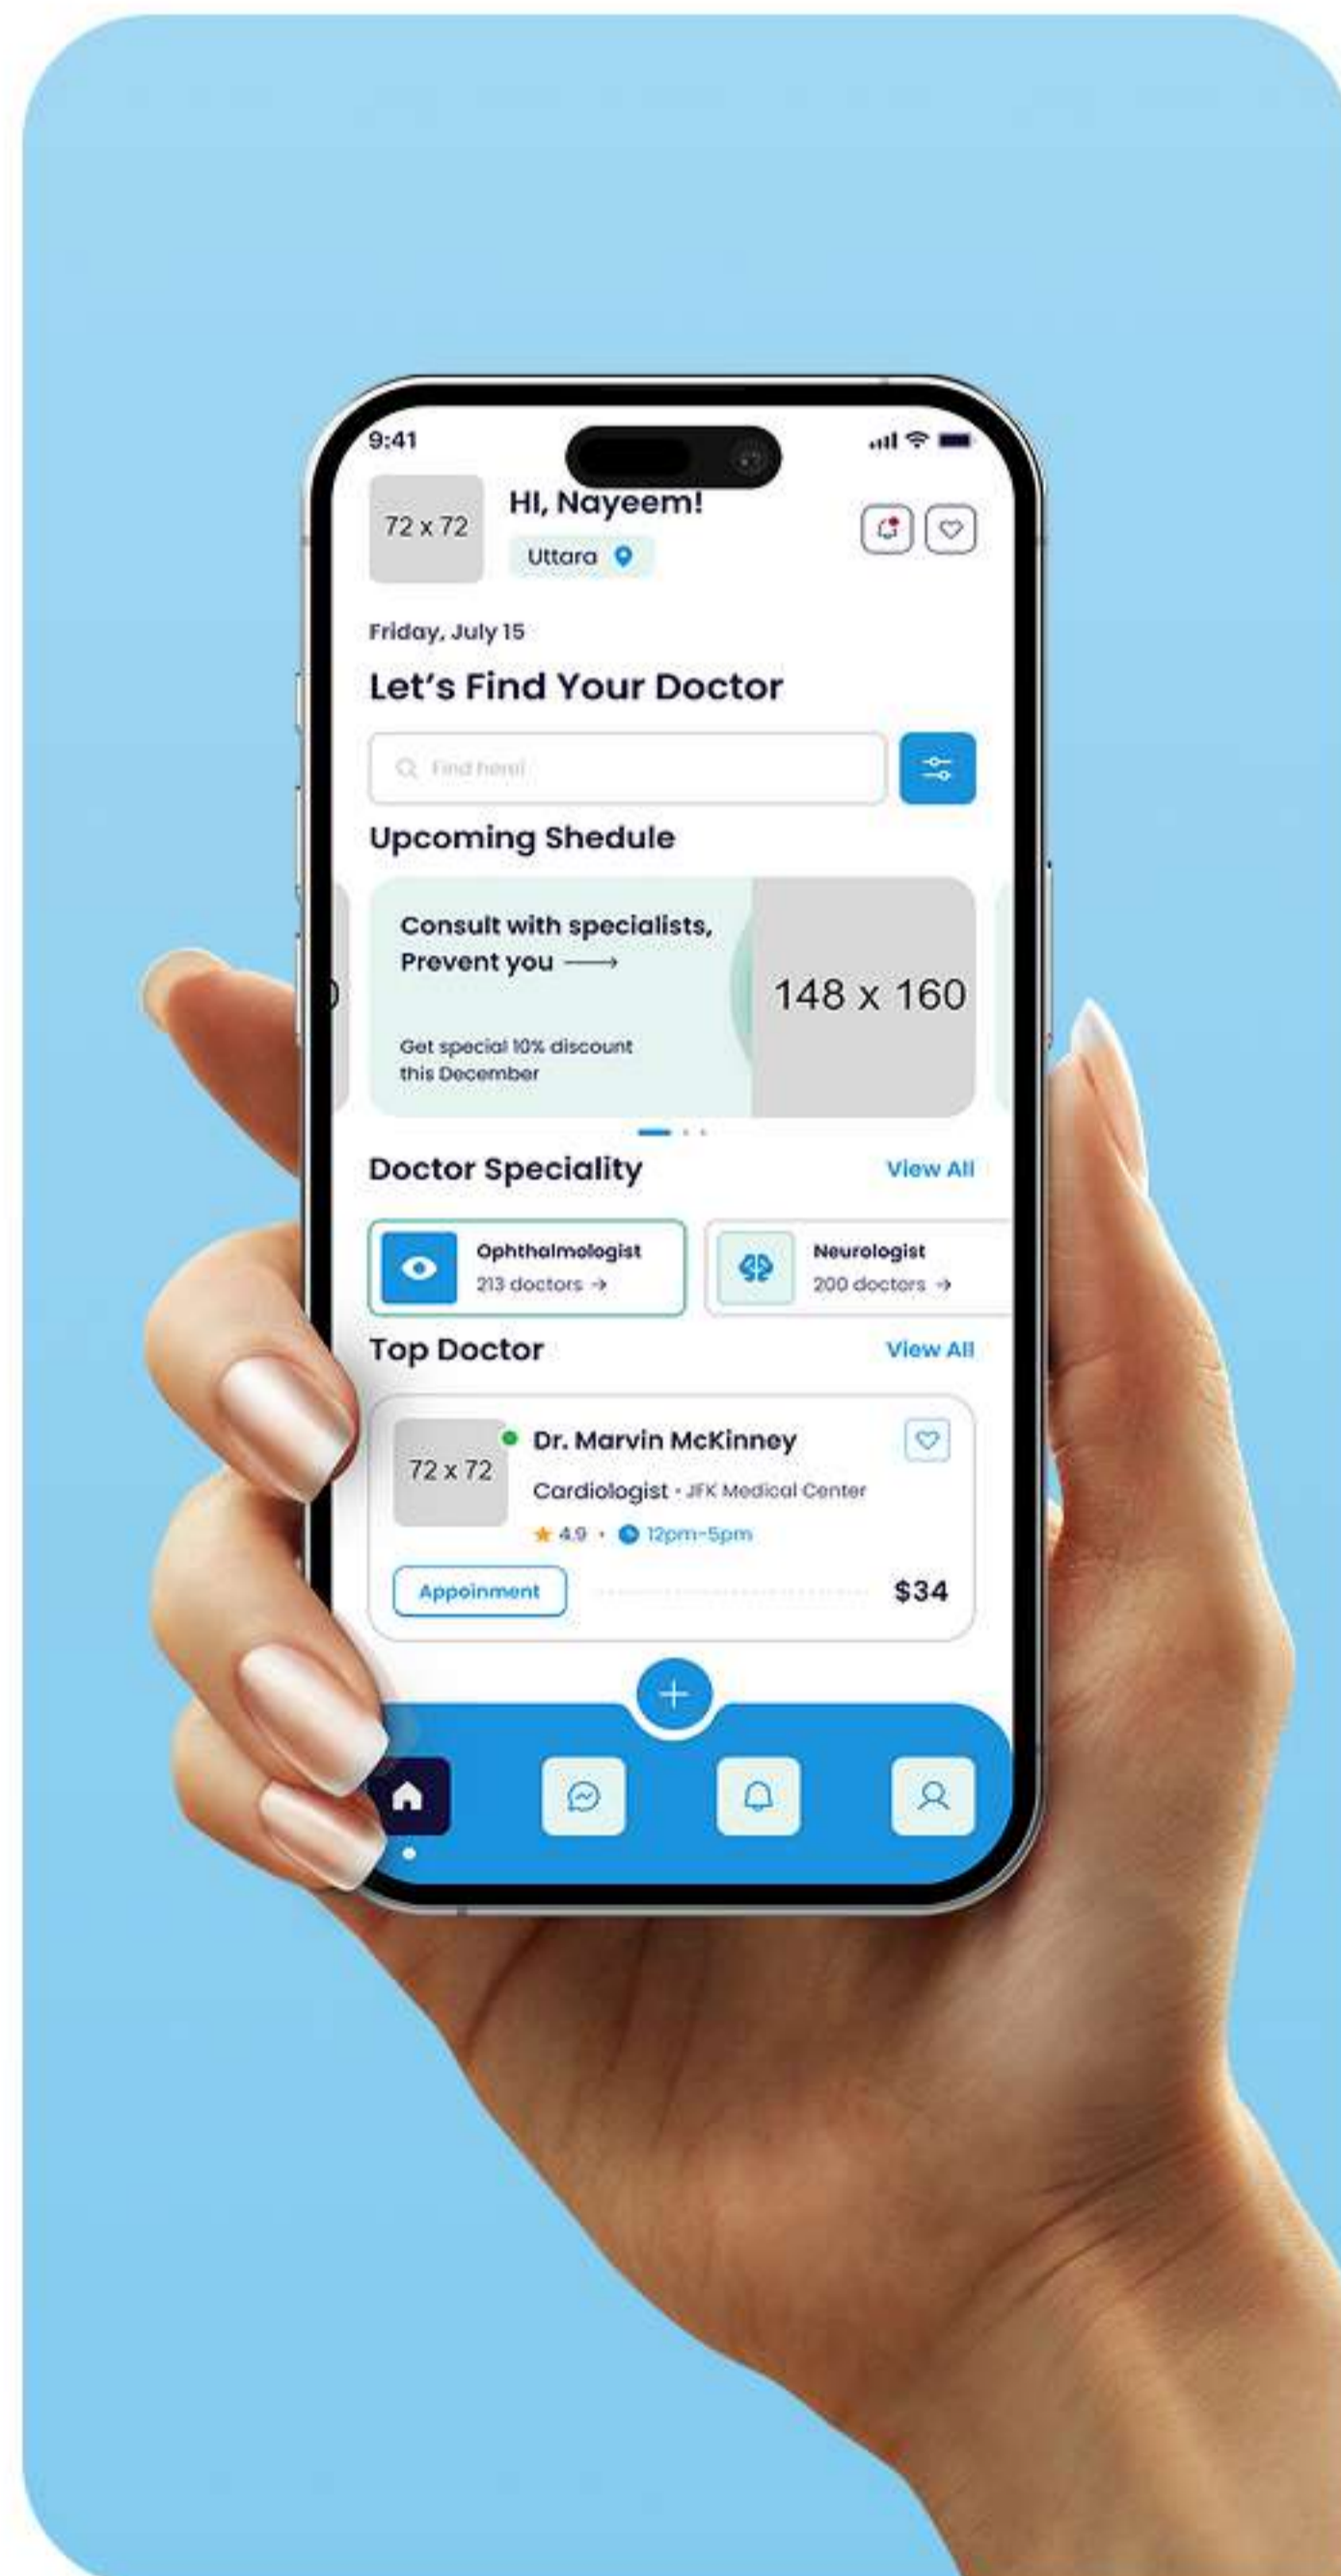 9:41
72 x 72
HI, Nayeem!
Uttara
Friday, July 15
Let's Find Your Doctor
Find here!
Upcoming Shedule
Consult with specialists,
Prevent you
Get special 10% discount
this December
148 x 160
Doctor Speciality
View All
Ophthalmologist
213 doctors →
Neurologist
200 doctors →
Top Doctor
View All
72 x 72
Dr. Marvin McKinney
Cardiologist • JFK Medical Center
4.9 • 12pm-5pm
Appoinment
$34